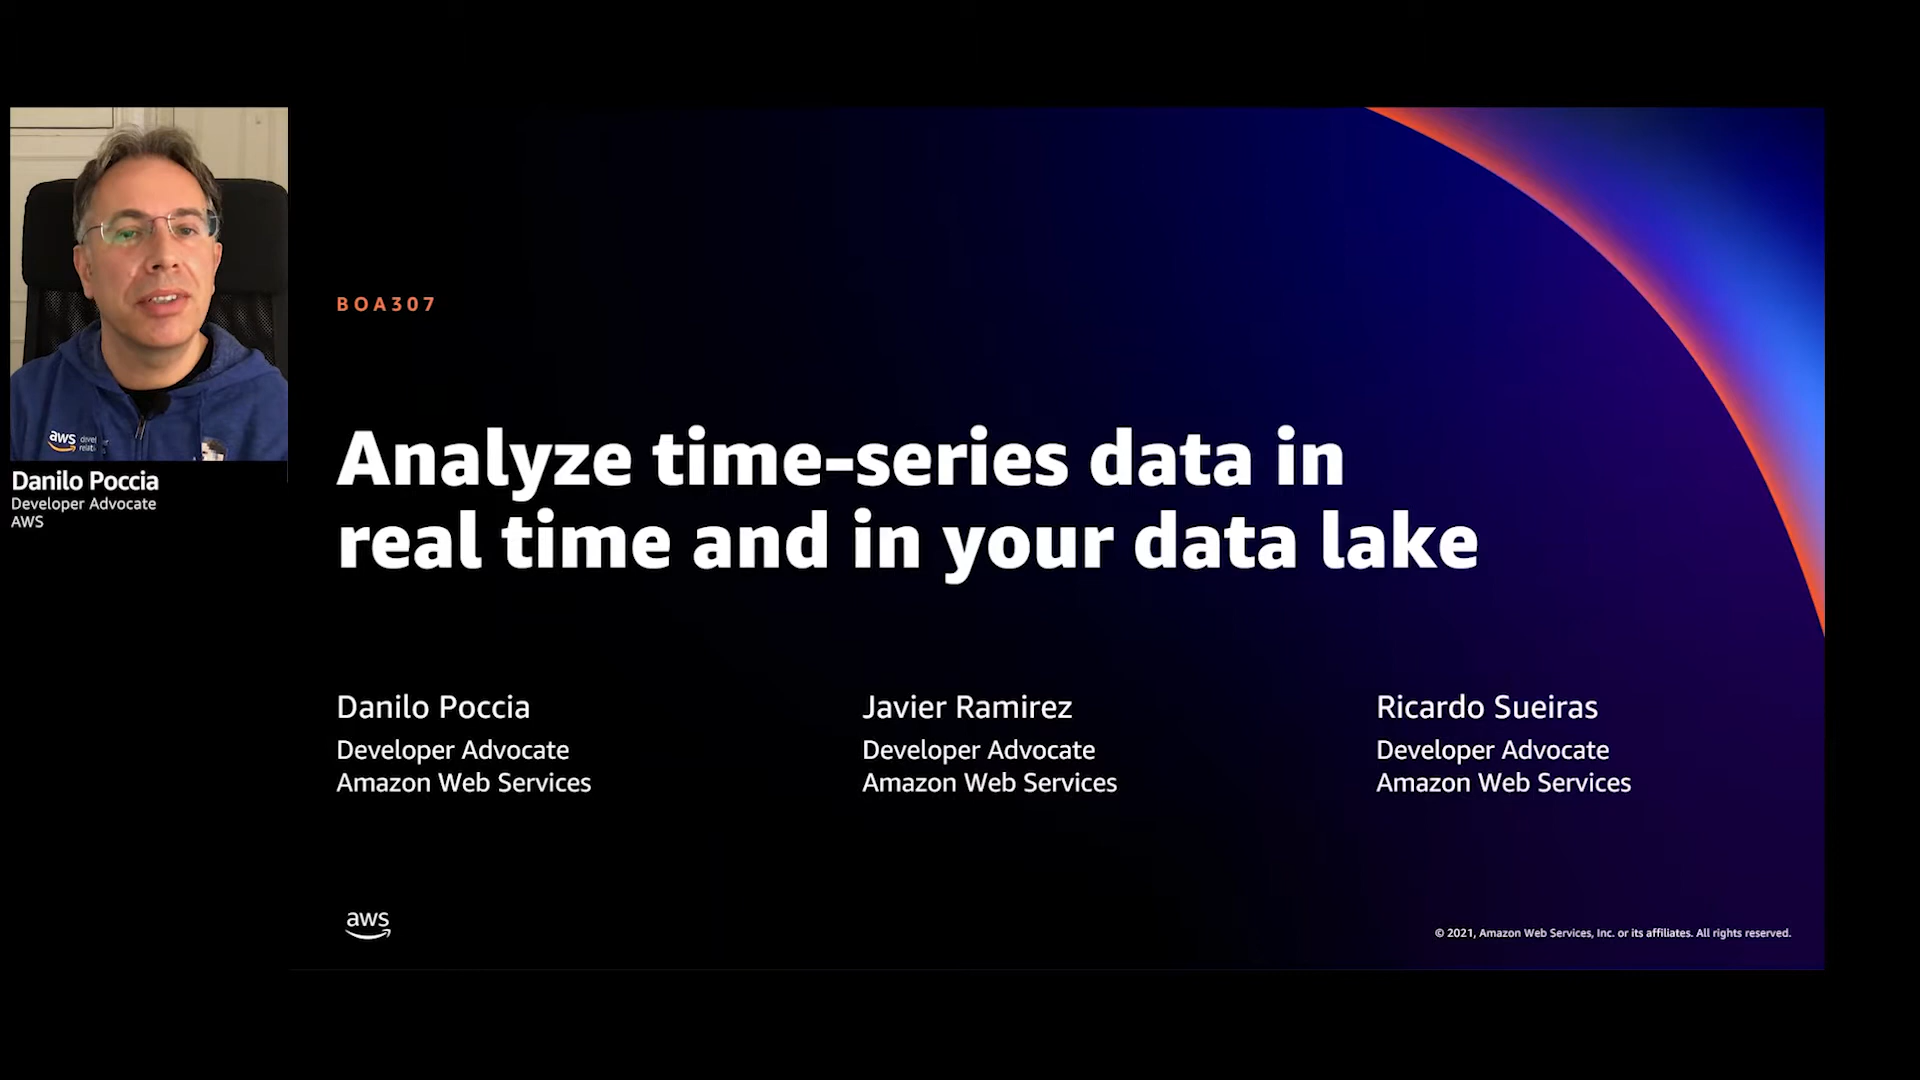 aws
Danilo Poccia
Developer Advocate
AWS
BOA307
Analyze time-series data in
real time and in your data lake
Danilo Poccia
Developer Advocate
Amazon Web Services
Javier Ramirez
Developer Advocate
Amazon Web Services
Ricardo Sueiras
Developer Advocate
Amazon Web Services
aws
© 2021, Amazon Web Services, Inc. or its affiliates. All rights reserved.